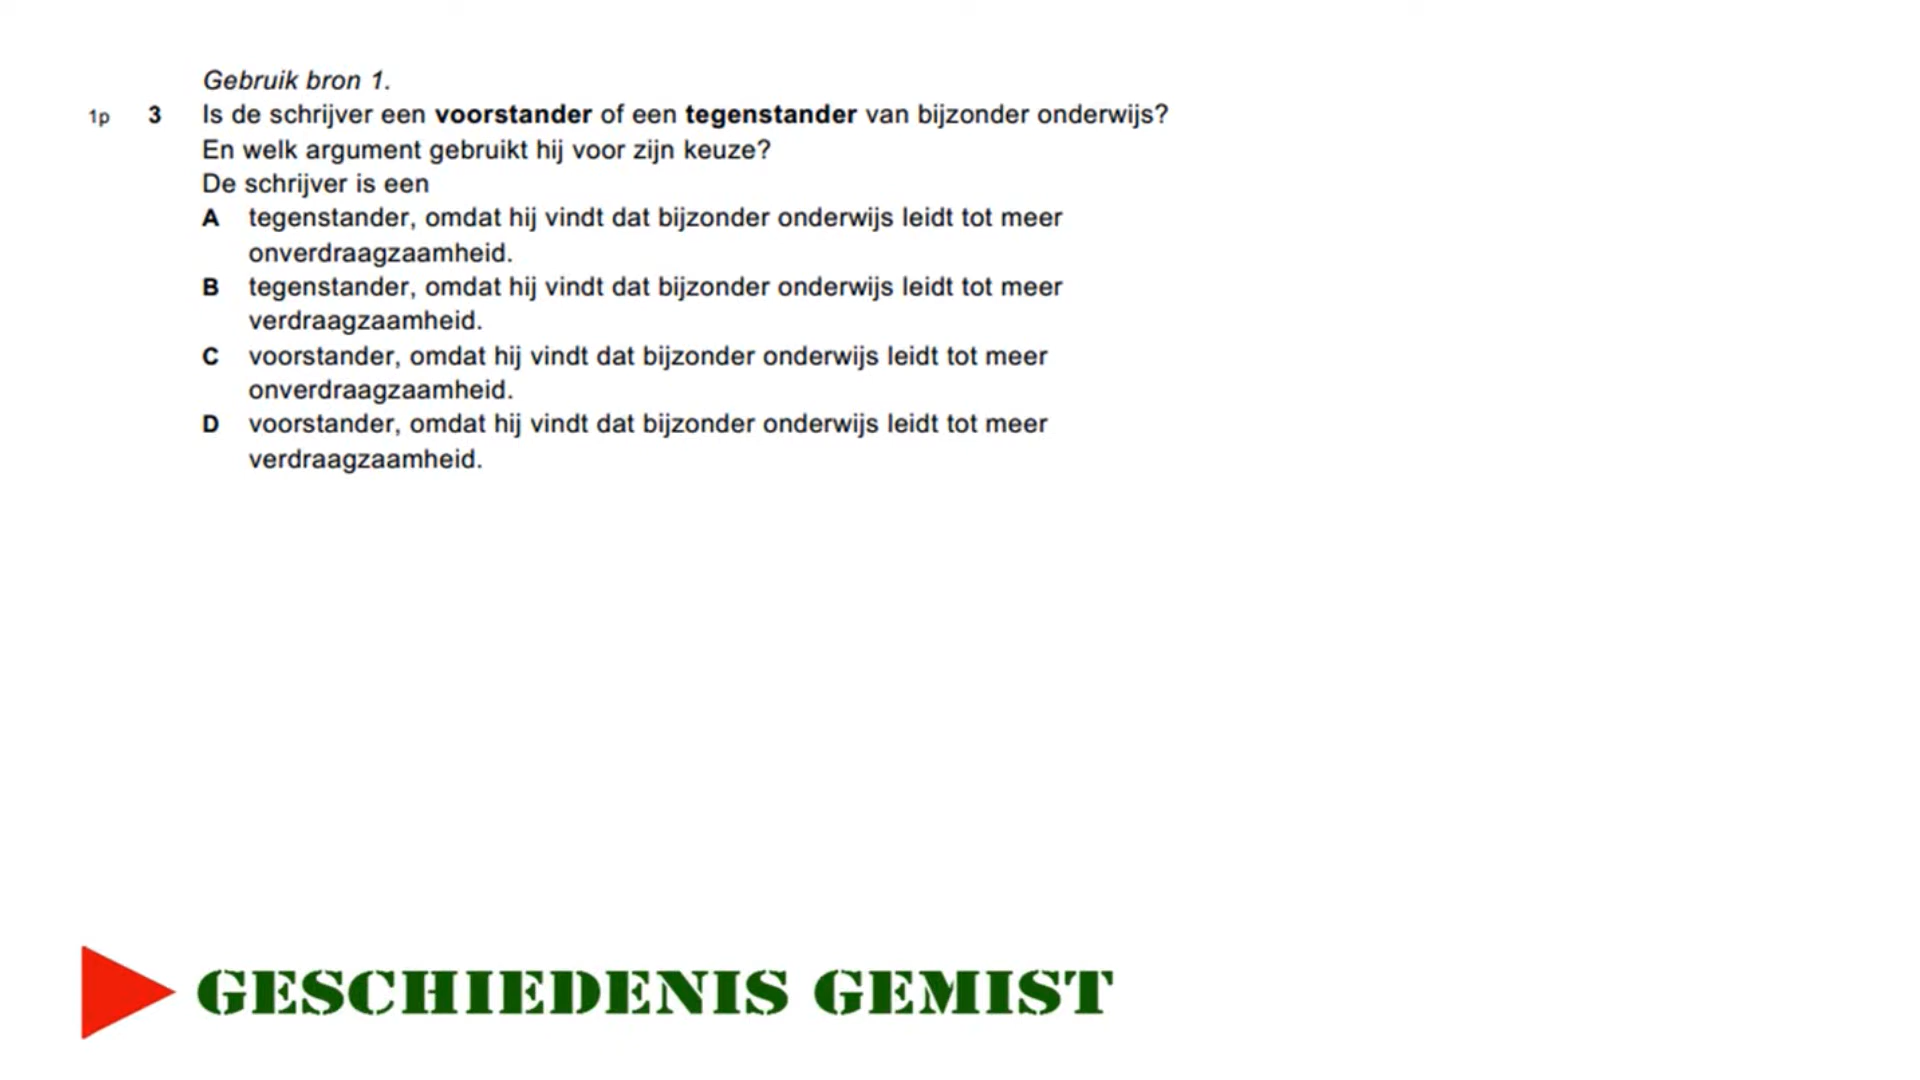 Gebruik bron 1.
1p 3 Is de schrijver een voorstander of een tegenstander van bijzonder onderwijs?
En welk argument gebruikt hij voor zijn keuze?
De schrijver is een
A tegenstander, omdat hij vindt dat bijzonder onderwijs leidt tot meer
onverdraagzaamheid.
B tegenstander, omdat hij vindt dat bijzonder onderwijs leidt tot meer
verdraagzaamheid.
C voorstander, omdat hij vindt dat bijzonder onderwijs leidt tot meer
onverdraagzaamheid.
D voorstander, omdat hij vindt dat bijzonder onderwijs leidt tot meer
verdraagzaamheid.
GESCHIEDENIS GEMIST